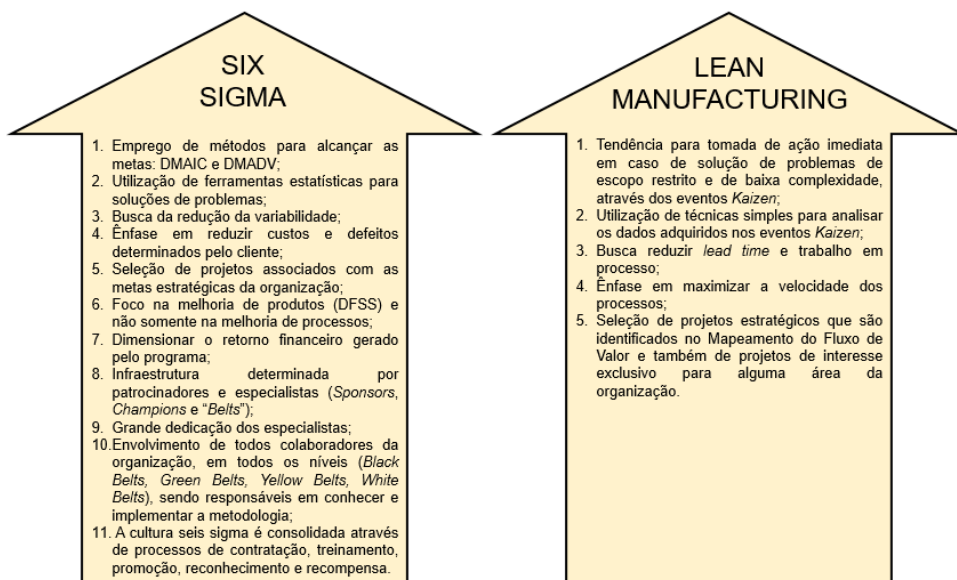 SIX
SIGMA
1. Emprego de métodos para alcançar as
metas: DMAIC e DMADV;
2. Utilização de ferramentas estatísticas para
soluções de problemas;
3. Busca da redução da variabilidade;
4. Ênfase em reduzir custos e defeitos
determinados pelo cliente;
5. Seleção de projetos associados com as
metas estratégicas da organização;
6. Foco na melhoria de produtos (DFSS) e
não somente na melhoria de processos;
7. Dimensionar o retorno financeiro gerado
pelo programa;
8. Infraestrutura determinada por
patrocinadores e especialistas (Sponsors,
Champions e “Belts”);
9. Grande dedicação dos especialistas;
10.Envolvimento de todos colaboradores da
organização, em todos os níveis (Black
Belts, Green Belts, Yellow Belts, White
Belts), sendo responsáveis em conhecer e
implementar a metodologia;
11. A cultura seis sigma é consolidada através
de processos de contratação, treinamento,
promoção, reconhecimento e recompensa.
LEAN
MANUFACTURING
1. Tendência para tomada de ação imediata
em caso de solução de problemas de
escopo restrito e de baixa complexidade,
através dos eventos Kaizen;
2. Utilização de técnicas simples para analisar
os dados adquiridos nos eventos Kaizen;
3. Busca reduzir lead time e trabalho em
processo;
4. Ênfase em maximizar a velocidade dos
processos;
5. Seleção de projetos estratégicos que são
identificados no Mapeamento do Fluxo de
Valor e também de projetos de interesse
exclusivo para alguma área da
organização.